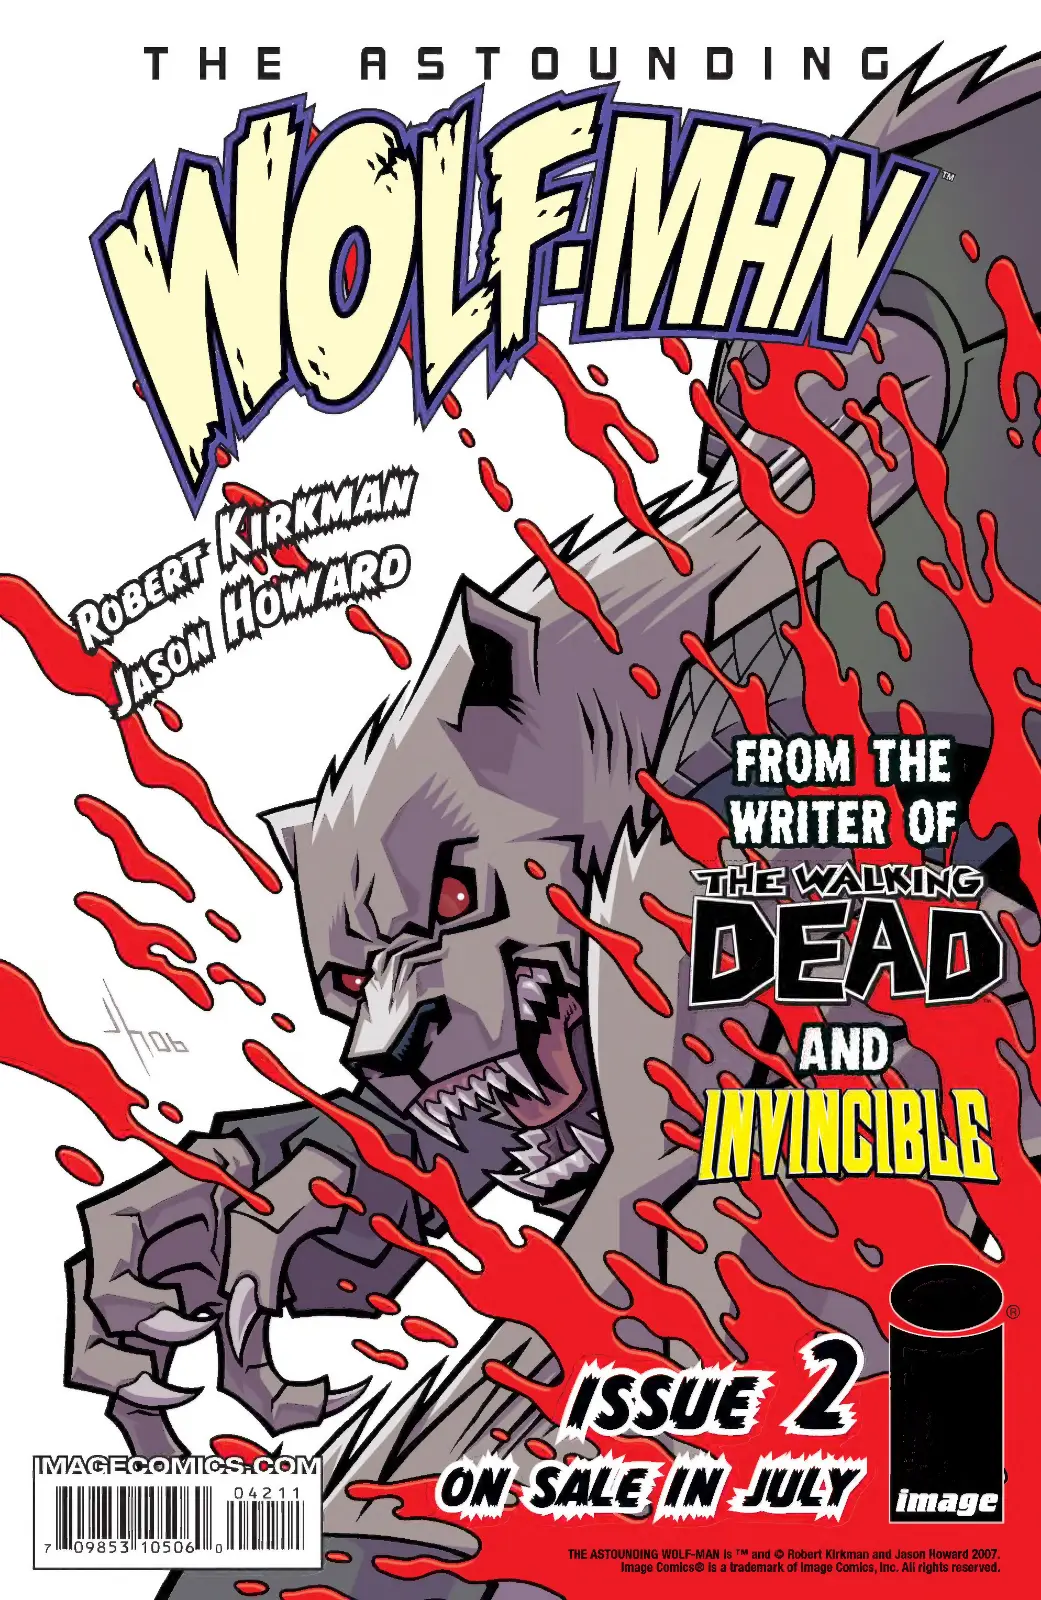 THE ASTOUNDING
WOLF-MAN
™
ROBERT KIRKMAN
JASON HOWARD
FROM THE
WRITER OF
THE WALKING
DEAD
AND
INVINCIBLE
JH06
®
ISSUE 2
ON SALE IN JULY
image
IMAGECOMICS.COM
04211
7 09853 10506 0
THE ASTOUNDING WOLF-MAN is ™ and © Robert Kirkman and Jason Howard 2007.
Image Comics® is a trademark of Image Comics, Inc. All rights reserved.